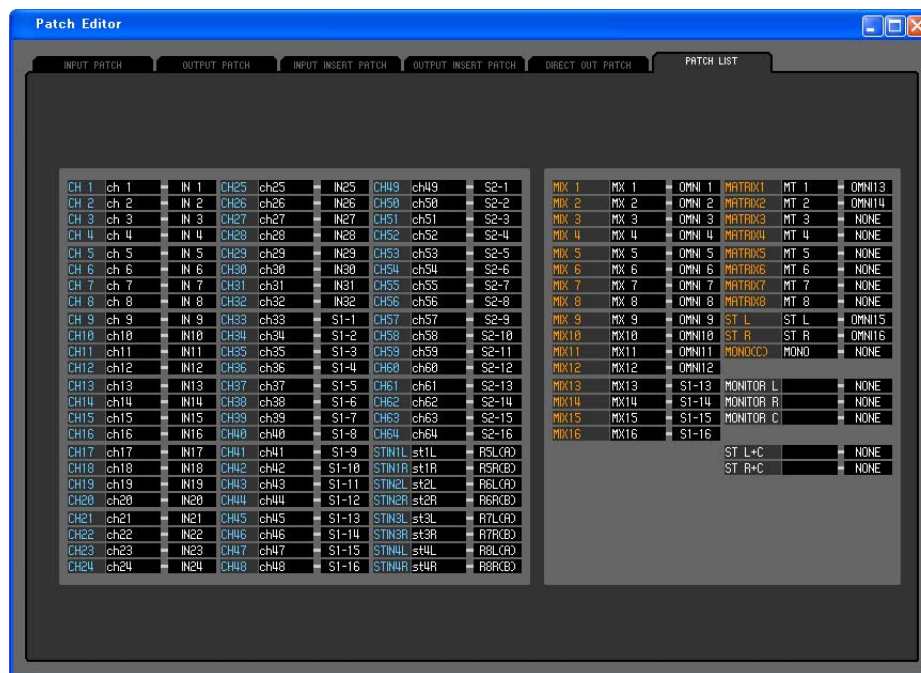 Patch Editor
INPUT PATCH OUTPUT PATCH INPUT INSERT PATCH OUTPUT INSERT PATCH DIRECT OUT PATCH PATCH LIST
CH 1 ch 1 IN 1 CH25 ch25 IN25 CH49 ch49 S2-1 MIX 1 MX 1 OMNI 1 MATRIX1 MT 1 OMNI13
CH 2 ch 2 IN 2 CH26 ch26 IN26 CH50 ch50 S2-2 MIX 2 MX 2 OMNI 2 MATRIX2 MT 2 OMNI14
CH 3 ch 3 IN 3 CH27 ch27 IN27 CH51 ch51 S2-3 MIX 3 MX 3 OMNI 3 MATRIX3 MT 3 NONE
CH 4 ch 4 IN 4 CH28 ch28 IN28 CH52 ch52 S2-4 MIX 4 MX 4 OMNI 4 MATRIX4 MT 4 NONE
CH 5 ch 5 IN 5 CH29 ch29 IN29 CH53 ch53 S2-5 MIX 5 MX 5 OMNI 5 MATRIX5 MT 5 NONE
CH 6 ch 6 IN 6 CH30 ch30 IN30 CH54 ch54 S2-6 MIX 6 MX 6 OMNI 6 MATRIX6 MT 6 NONE
CH 7 ch 7 IN 7 CH31 ch31 IN31 CH55 ch55 S2-7 MIX 7 MX 7 OMNI 7 MATRIX7 MT 7 NONE
CH 8 ch 8 IN 8 CH32 ch32 IN32 CH56 ch56 S2-8 MIX 8 MX 8 OMNI 8 MATRIX8 MT 8 NONE
CH 9 ch 9 IN 9 CH33 ch33 S1-1 CH57 ch57 S2-9 MIX 9 MX 9 OMNI 9 ST L ST L OMNI15
CH10 ch10 IN10 CH34 ch34 S1-2 CH58 ch58 S2-10 MIX10 MX10 OMNI10 ST R ST R OMNI16
CH11 ch11 IN11 CH35 ch35 S1-3 CH59 ch59 S2-11 MIX11 MX11 OMNI11 MONO(C) MONO NONE
CH12 ch12 IN12 CH36 ch36 S1-4 CH60 ch60 S2-12 MIX12 MX12 OMNI12
CH13 ch13 IN13 CH37 ch37 S1-5 CH61 ch61 S2-13 MIX13 MX13 S1-13 MONITOR L NONE
CH14 ch14 IN14 CH38 ch38 S1-6 CH62 ch62 S2-14 MIX14 MX14 S1-14 MONITOR R NONE
CH15 ch15 IN15 CH39 ch39 S1-7 CH63 ch63 S2-15 MIX15 MX15 S1-15 MONITOR C NONE
CH16 ch16 IN16 CH40 ch40 S1-8 CH64 ch64 S2-16 MIX16 MX16 S1-16
CH17 ch17 IN17 CH41 ch41 S1-9 STIN1L st1L R5L(A) ST L+C NONE
CH18 ch18 IN18 CH42 ch42 S1-10 STIN1R st1R R5R(B) ST R+C NONE
CH19 ch19 IN19 CH43 ch43 S1-11 STIN2L st2L R6L(A)
CH20 ch20 IN20 CH44 ch44 S1-12 STIN2R st2R R6R(B)
CH21 ch21 IN21 CH45 ch45 S1-13 STIN3L st3L R7L(A)
CH22 ch22 IN22 CH46 ch46 S1-14 STIN3R st3R R7R(B)
CH23 ch23 IN23 CH47 ch47 S1-15 STIN4L st4L R8L(A)
CH24 ch24 IN24 CH48 ch48 S1-16 STIN4R st4R R8R(B)